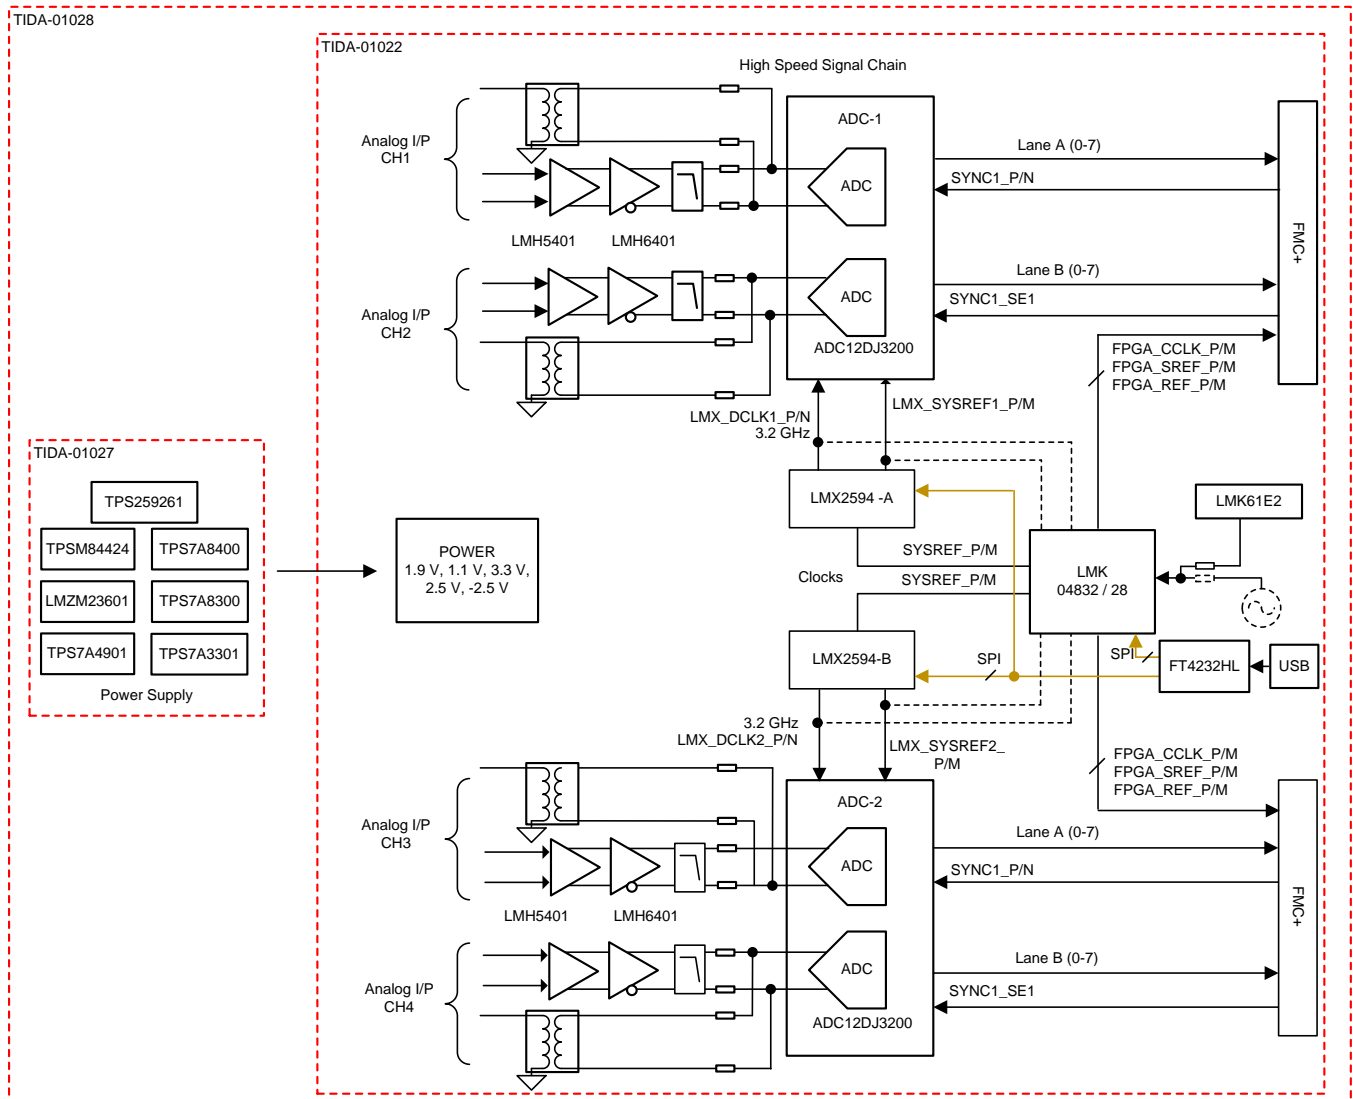 TIDA-01028
TIDA-01022
High Speed Signal Chain
Analog I/P
CH1
LMH5401
LMH6401
ADC-1
ADC
ADC
ADC12DJ3200
Lane A (0-7)
SYNC1_P/N
Lane B (0-7)
SYNC1_SE1
FMC+
Analog I/P
CH2
FPGA_CCLK_P/M
FPGA_SREF_P/M
FPGA_REF_P/M
LMX_DCLK1_P/N
3.2 GHz
LMX_SYSREF1_P/M
TIDA-01027
TPS259261
TPSM84424
TPS7A8400
LMZM23601
TPS7A8300
TPS7A4901
TPS7A3301
Power Supply
POWER
1.9 V, 1.1 V, 3.3 V,
2.5 V, -2.5 V
LMX2594 -A
SYSREF_P/M
Clocks
SYSREF_P/M
LMX2594-B
SPI
LMK
04832 / 28
LMK61E2
SPI
FT4232HL
USB
3.2 GHz
LMX_DCLK2_P/N
LMX_SYSREF2_
P/M
FPGA_CCLK_P/M
FPGA_SREF_P/M
FPGA_REF_P/M
Analog I/P
CH3
LMH5401
LMH6401
ADC-2
ADC
ADC
ADC12DJ3200
Lane A (0-7)
SYNC1_P/N
Lane B (0-7)
SYNC1_SE1
FMC+
Analog I/P
CH4